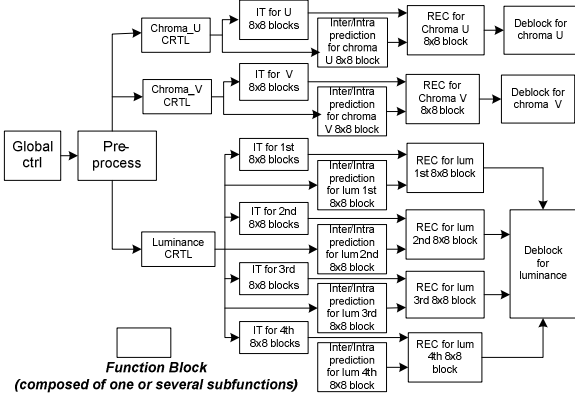 Global
ctrl
Pre-
process
Chroma_U
CRTL
IT for U
8x8 blocks
Inter/Intra
prediction
for chroma
U 8x8 block
REC for
Chroma U
8x8 block
Deblock for
chroma U
Chroma_V
CRTL
IT for V
8x8 blocks
Inter/Intra
prediction
for chroma
V 8x8 block
REC for
Chroma V
8x8 block
Deblock for
chroma V
Luminance
CRTL
IT for 1st
8x8 blocks
Inter/Intra
prediction
for lum 1st
8x8 block
REC for lum
1st 8x8 block
IT for 2nd
8x8 blocks
Inter/Intra
prediction
for lum 2nd
8x8 block
REC for lum
2nd 8x8 block
IT for 3rd
8x8 blocks
Inter/Intra
prediction
for lum 3rd
8x8 block
REC for lum
3rd 8x8 block
IT for 4th
8x8 blocks
Inter/Intra
prediction
for lum 4th
8x8 block
REC for lum
4th 8x8
block
Deblock
for
luminance
Function Block
(composed of one or several subfunctions)